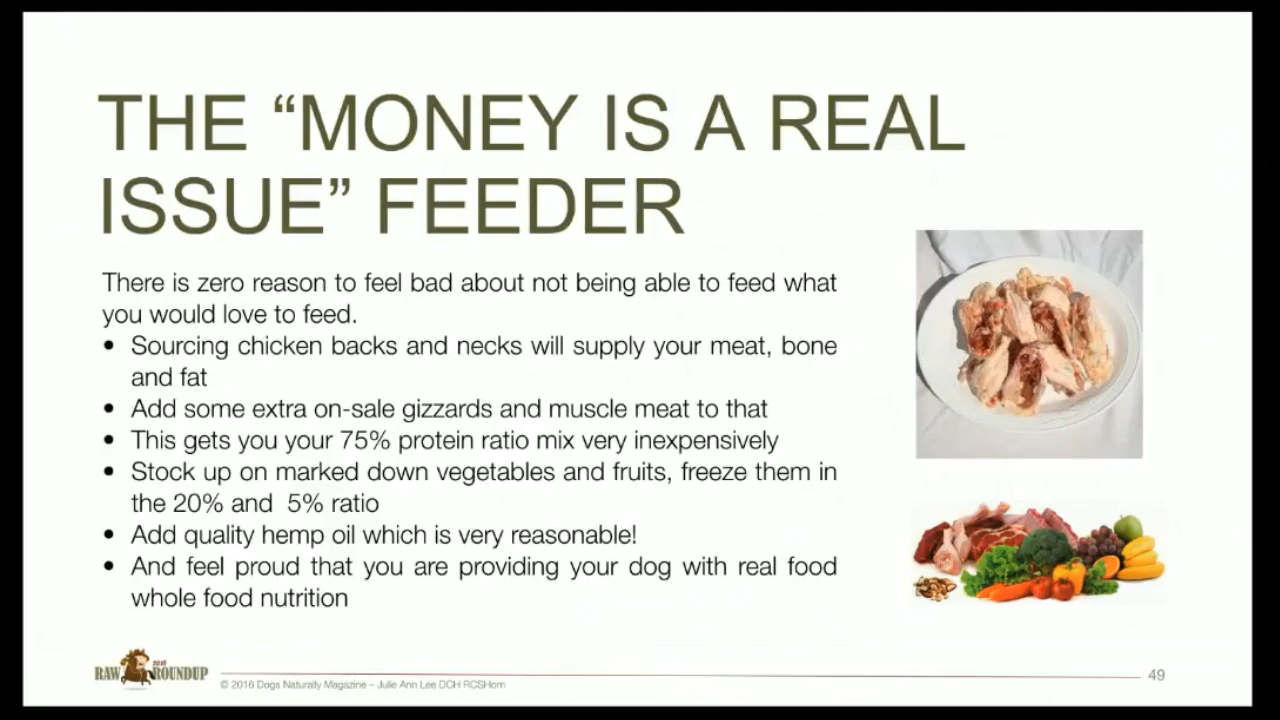 THE “MONEY IS A REAL
ISSUE” FEEDER
There is zero reason to feel bad about not being able to feed what
you would love to feed.
• Sourcing chicken backs and necks will supply your meat, bone
and fat
• Add some extra on-sale gizzards and muscle meat to that
• This gets you your 75% protein ratio mix very inexpensively
• Stock up on marked down vegetables and fruits, freeze them in
the 20% and  5% ratio
• Add quality hemp oil which is very reasonable!
• And feel proud that you are providing your dog with real food
whole food nutrition
2016
RAW ROUNDUP
© 2016 Dogs Naturally Magazine – Julie Ann Lee DCH RCSHom
49